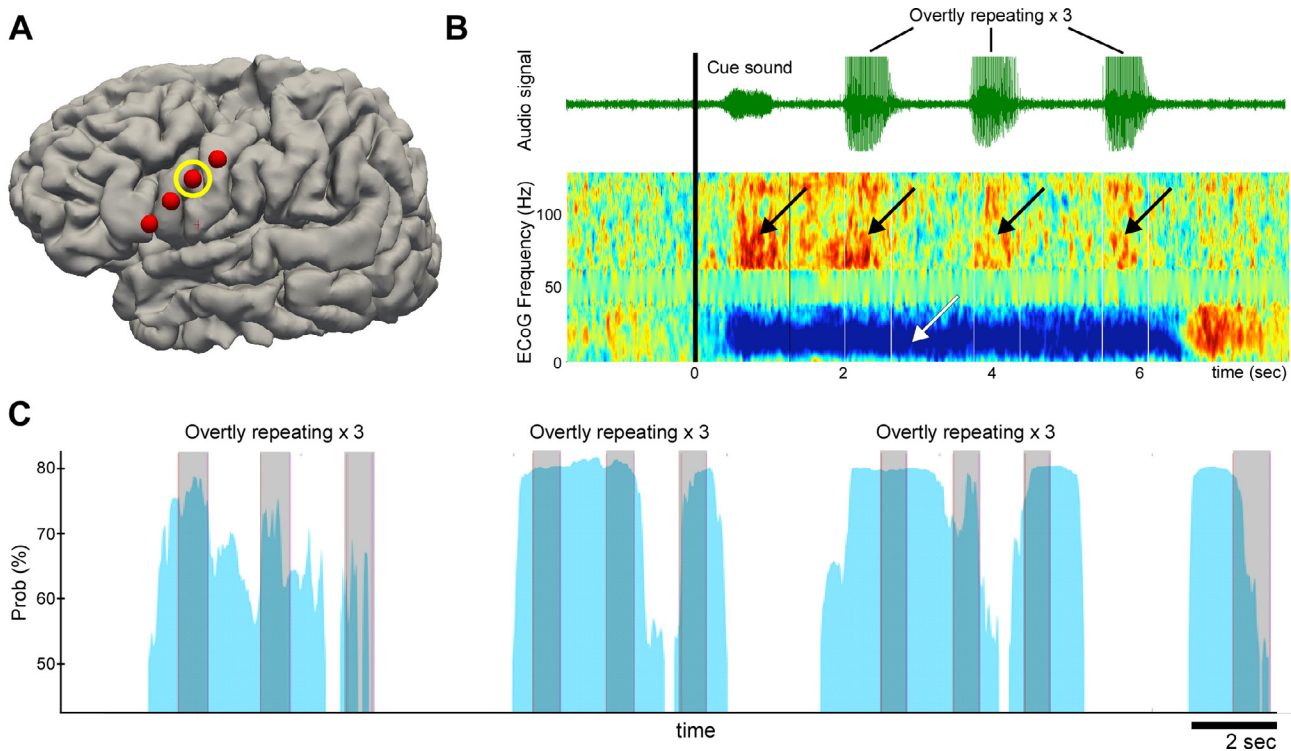 A
B
Overtly repeating x 3
Audio signal
Cue sound
ECoG Frequency (Hz)
100
50
0
0
2
4
6
time (sec)
C
Overtly repeating x 3
Overtly repeating x 3
Overtly repeating x 3
Prob (%)
80
70
60
50
time
2 sec